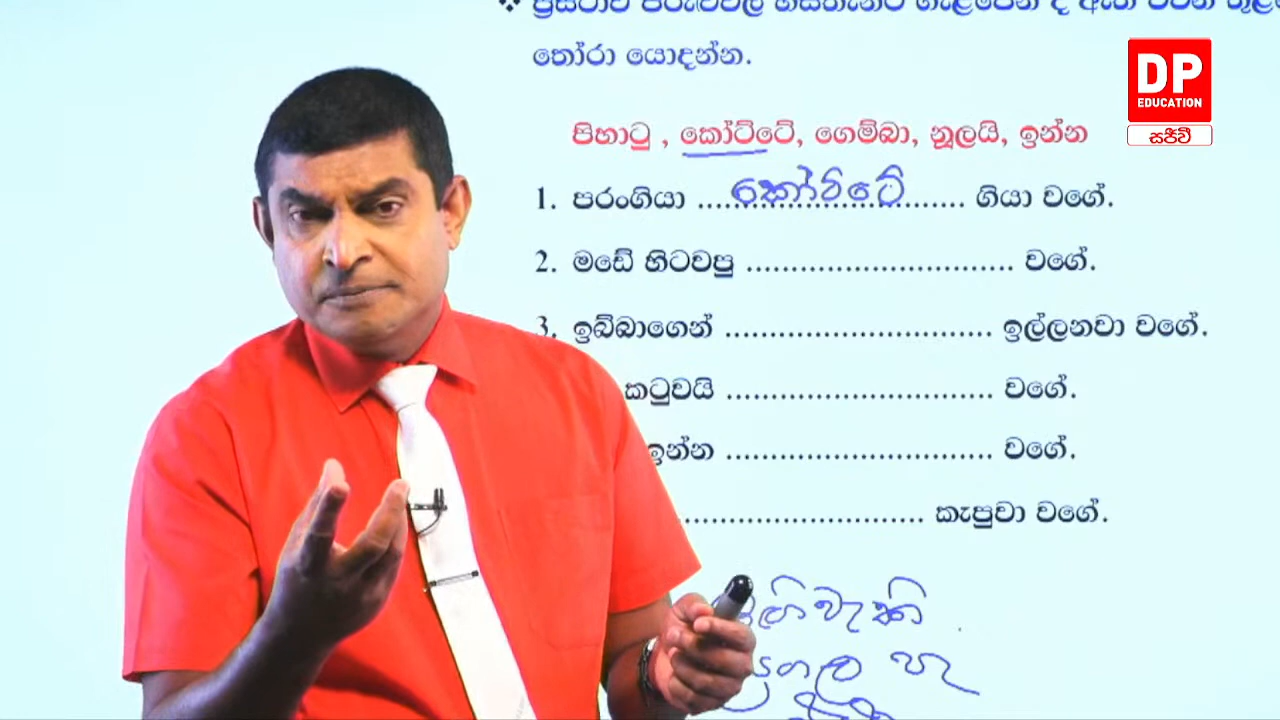 තෝරා යොදන්න.
DP
EDUCATION
සජීවී
පිහාටු , කෝට්ටේ, ගෙම්බා, නූලයි, ඉන්න
1. පරංගියා ........ කෝට්ටේ ........ ගියා වගේ.
2. මඩේ හිටවපු ................................ වගේ.
3. ඉබ්බාගෙන් ................................ ඉල්ලනවා වගේ.
කටුවයි ................................ වගේ.
ඉන්න ................................ වගේ.
................................ කැපුවා වගේ.